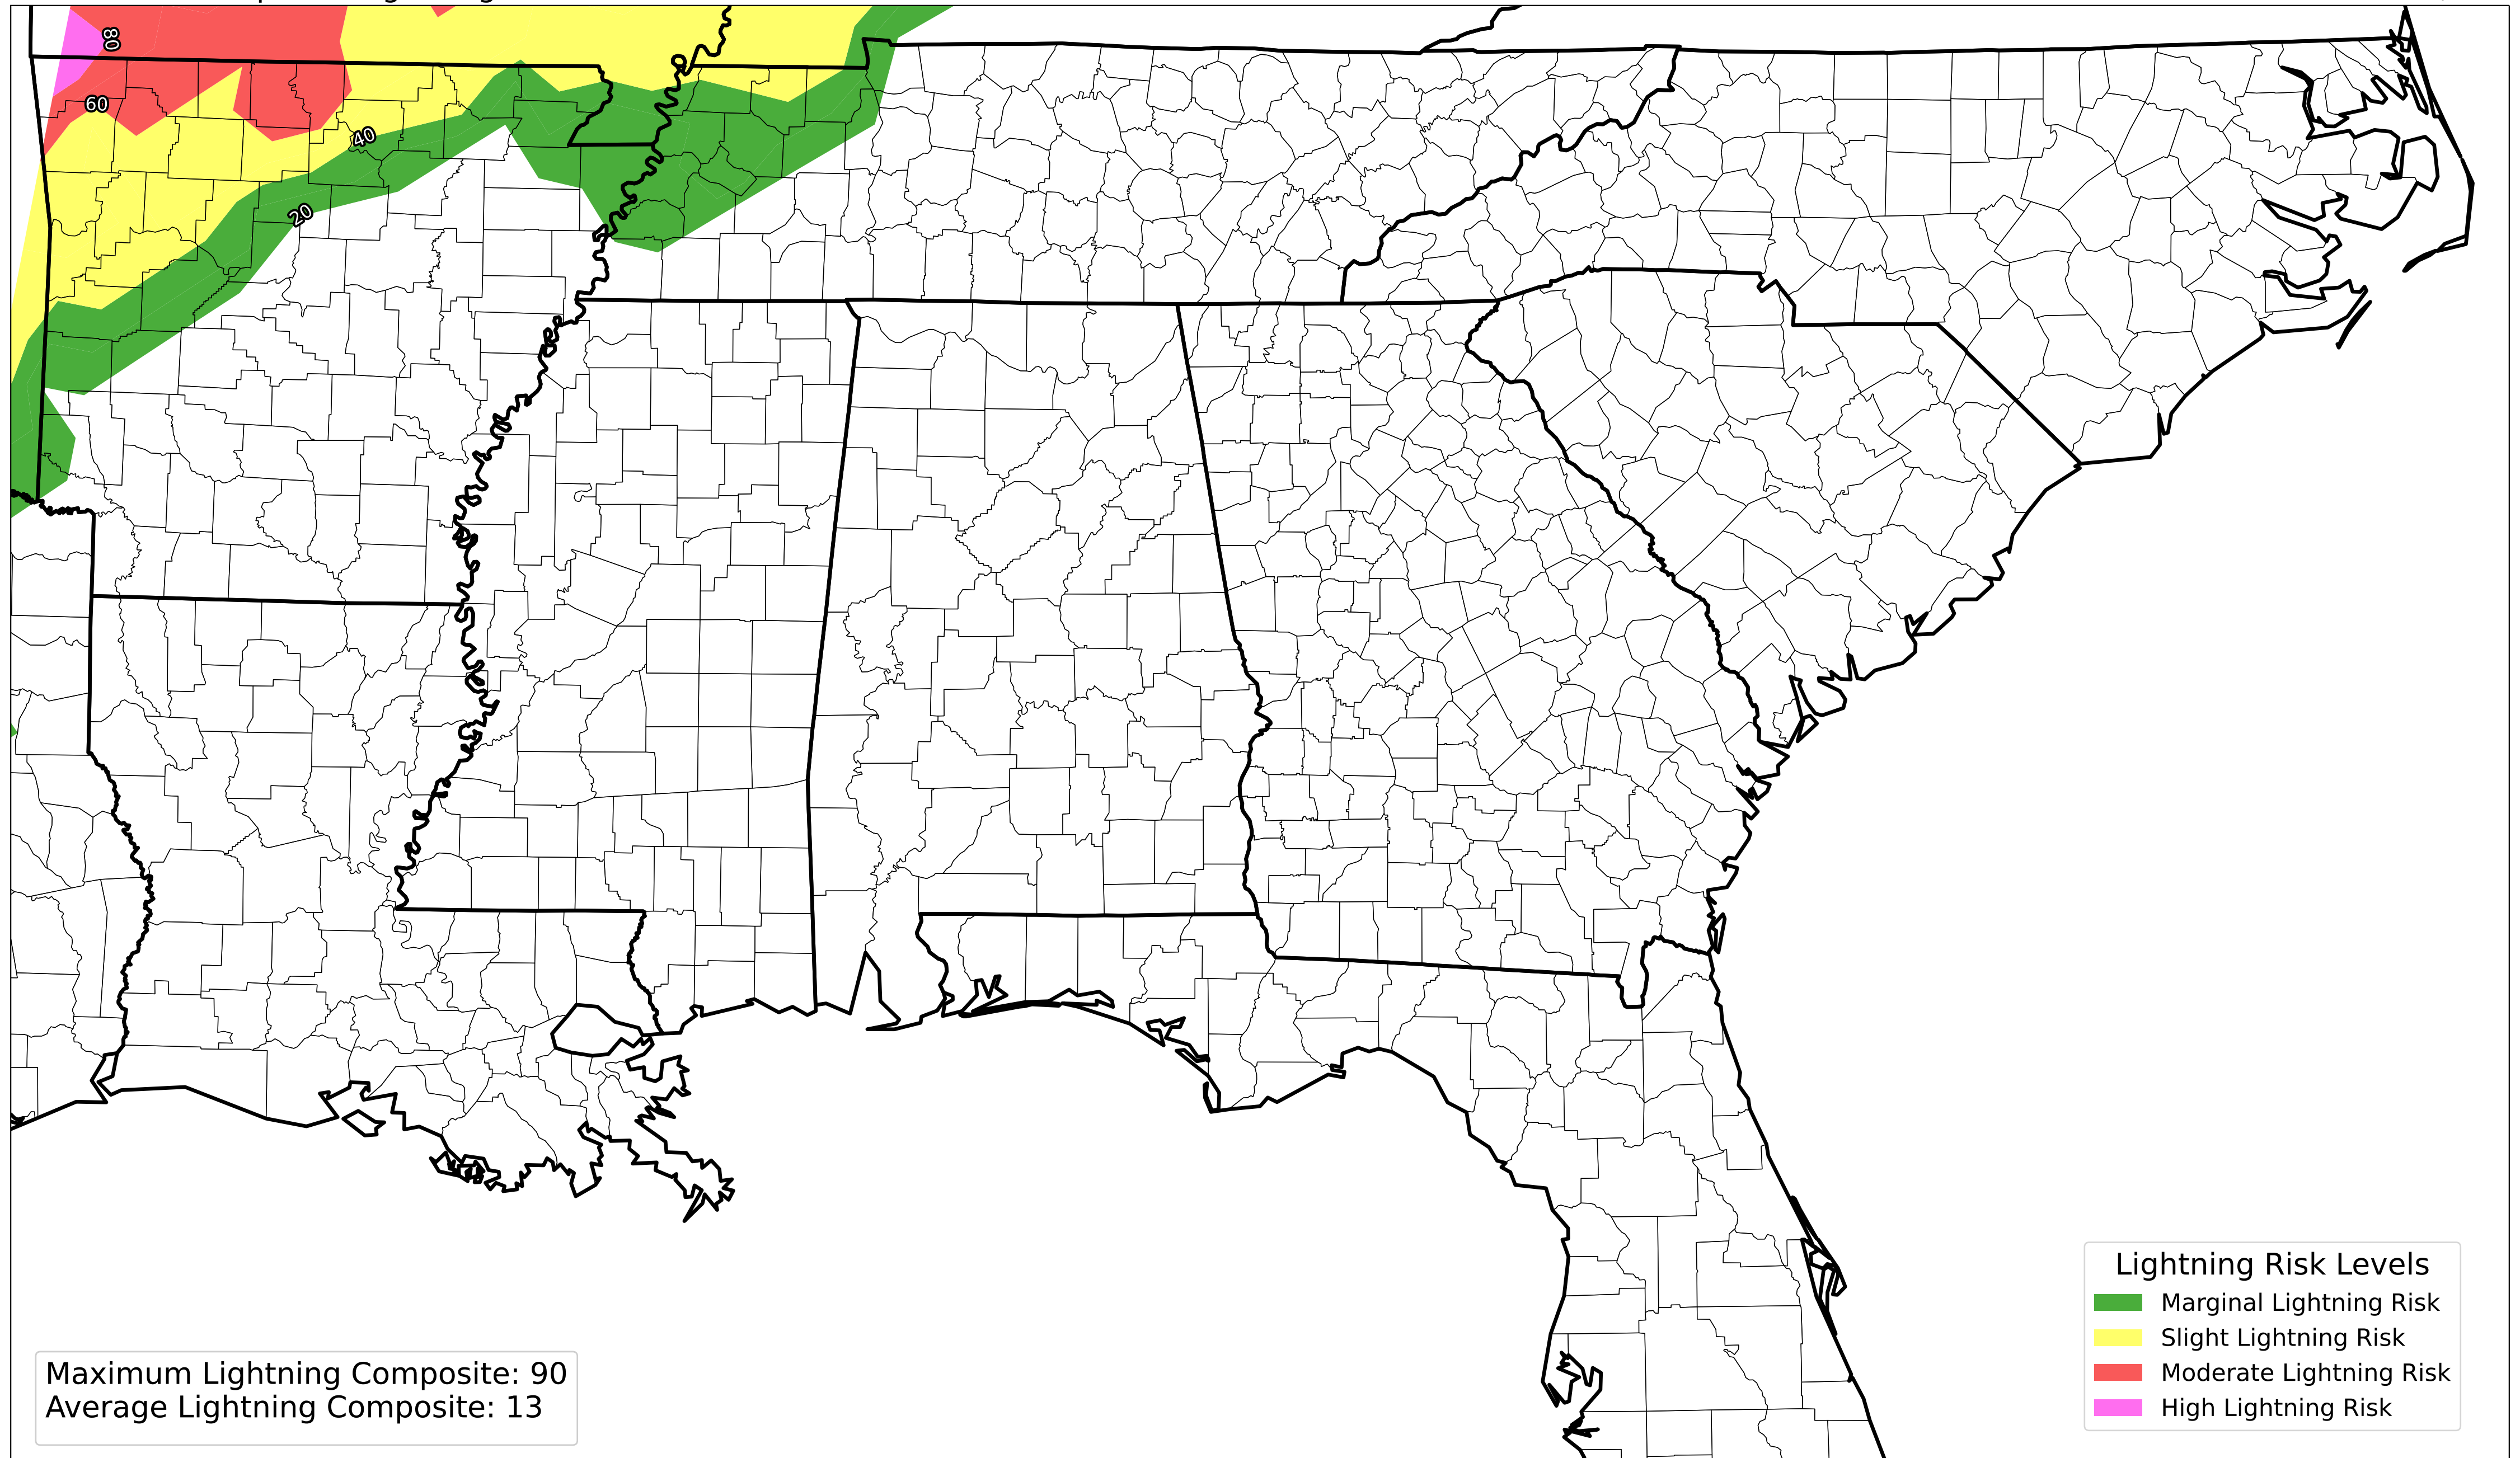 80
60
40
20
Lightning Risk Levels
Marginal Lightning Risk
Slight Lightning Risk
Moderate Lightning Risk
High Lightning Risk
Maximum Lightning Composite: 90
Average Lightning Composite: 13